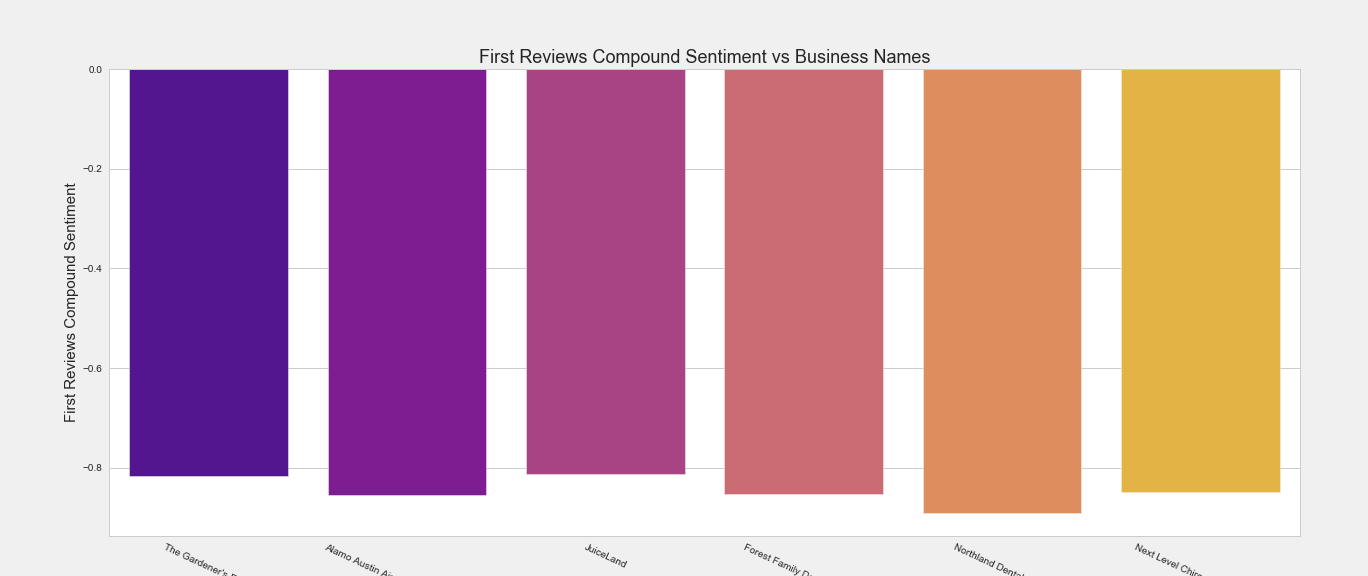 First Reviews Compound Sentiment vs Business Names
First Reviews Compound Sentiment
0.0
−0.2
−0.4
−0.6
−0.8
The Gardener's
Alamo Austin
JuiceLand
Forest Family
Northland Dental
Next Level